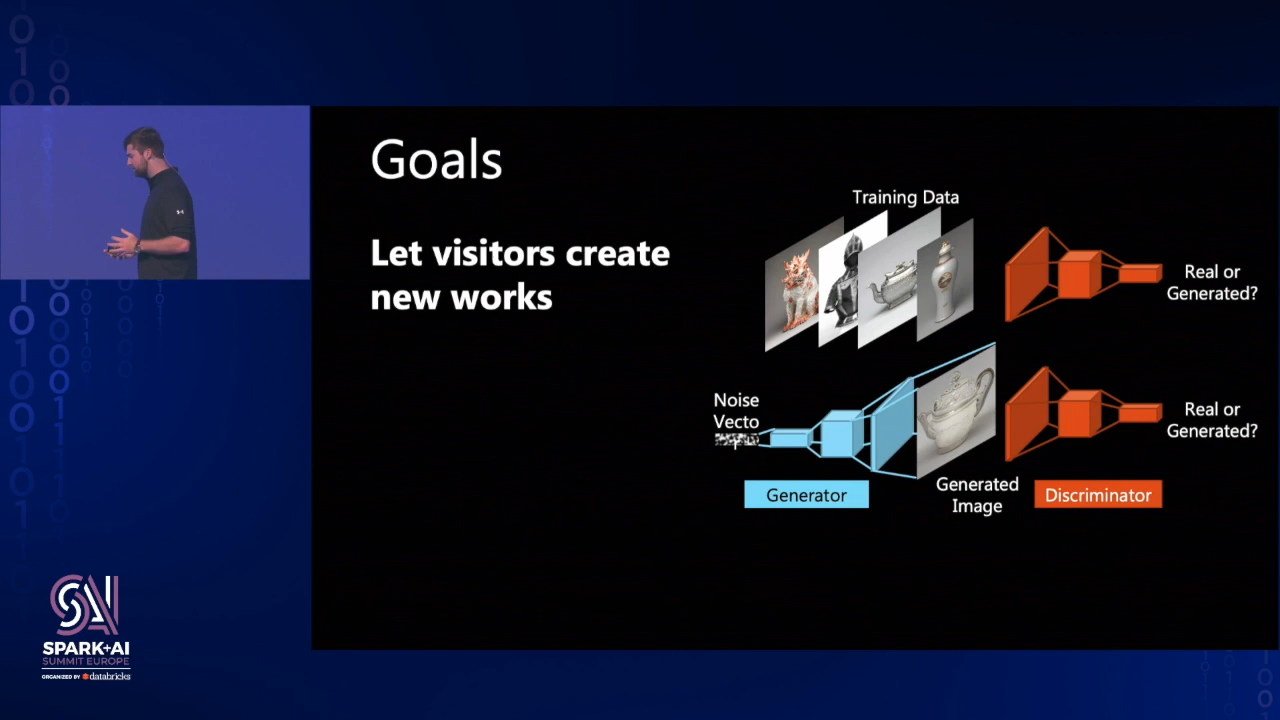 Goals
Let visitors create
new works
Training Data
Real or
Generated?
Noise
Vecto
r
Real or
Generated?
Generator
Generated
Image
Discriminator
SAI
SPARK+AI
SUMMIT EUROPE
ORGANIZED BY databricks